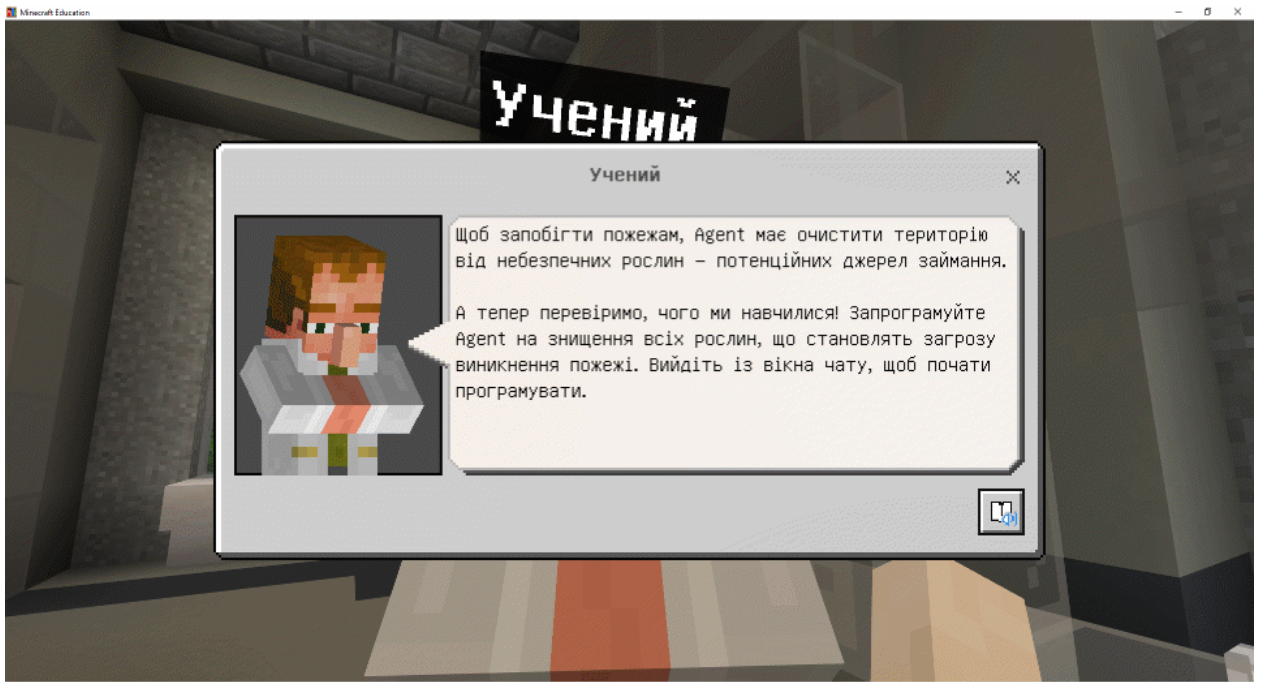 Minecraft Education
Учений
Учений
Щоб запобігти пожежам, Agent має очистити територію
від небезпечних рослин – потенційних джерел займання.
А тепер перевіримо, чого ми навчилися! Запрограмуйте
Agent на знищення всіх рослин, що становлять загрозу
виникнення пожежі. Вийдіть із вікна чату, щоб почати
програмувати.